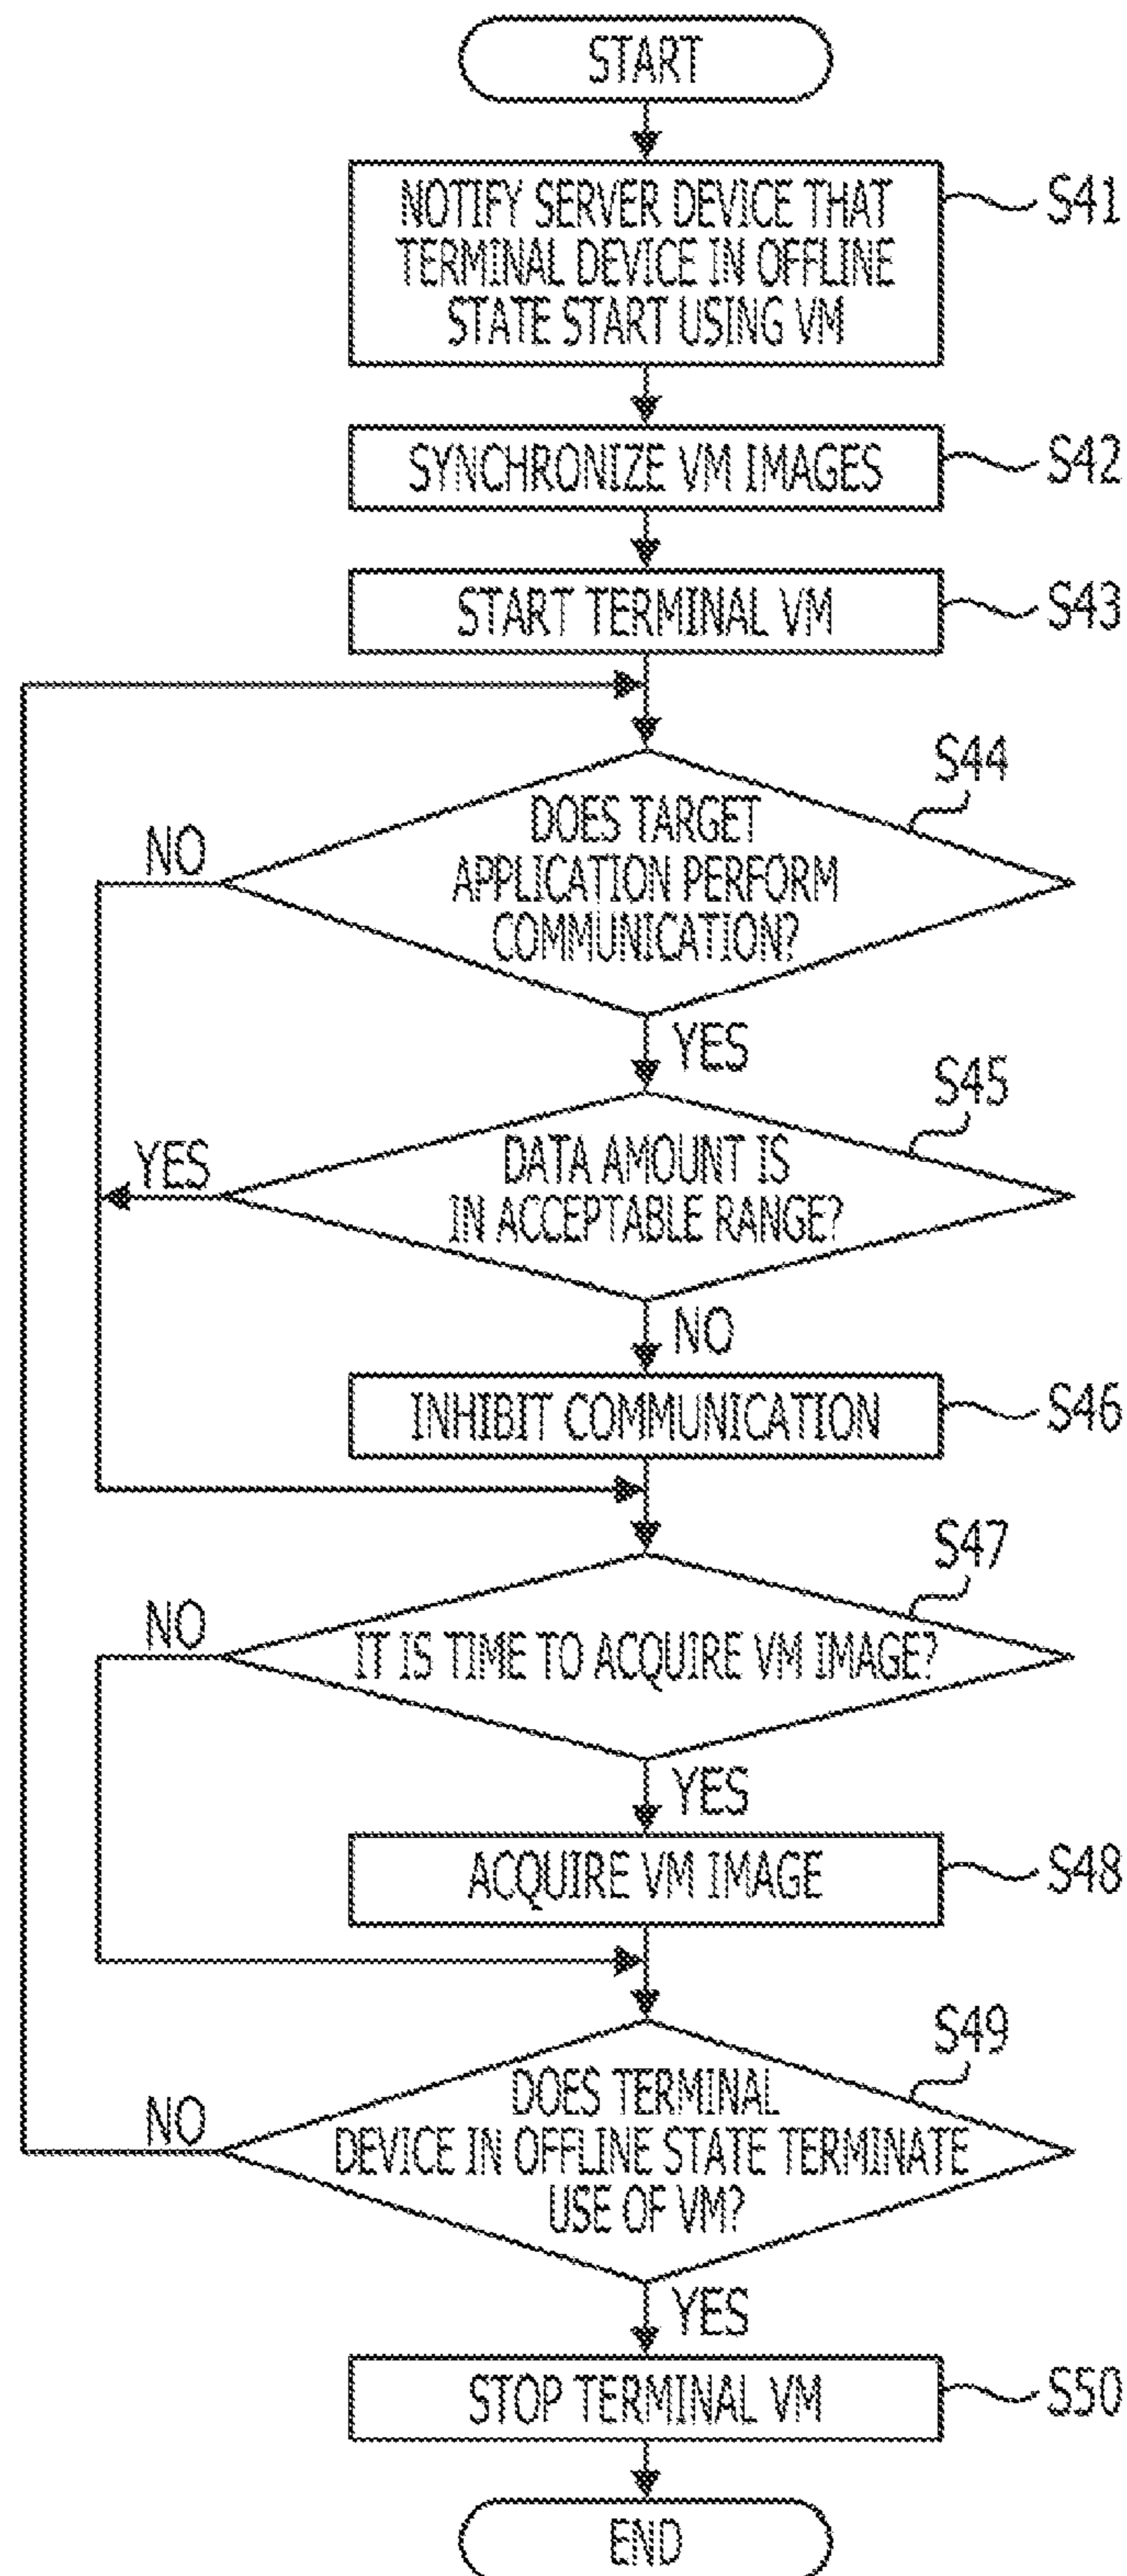 START
NOTIFY SERVER DEVICE THAT
TERMINAL DEVICE IN OFFLINE
STATE START USING VM
S41
SYNCHRONIZE VM IMAGES
S42
START TERMINAL VM
S43
S44
DOES TARGET
APPLICATION PERFORM
COMMUNICATION?
NO
YES
S45
DATA AMOUNT IS
IN ACCEPTABLE RANGE?
YES
NO
INHIBIT COMMUNICATION
S46
S47
IT IS TIME TO ACQUIRE VM IMAGE?
NO
YES
ACQUIRE VM IMAGE
S48
S49
DOES TERMINAL
DEVICE IN OFFLINE STATE TERMINATE
USE OF VM?
NO
YES
STOP TERMINAL VM
S50
END